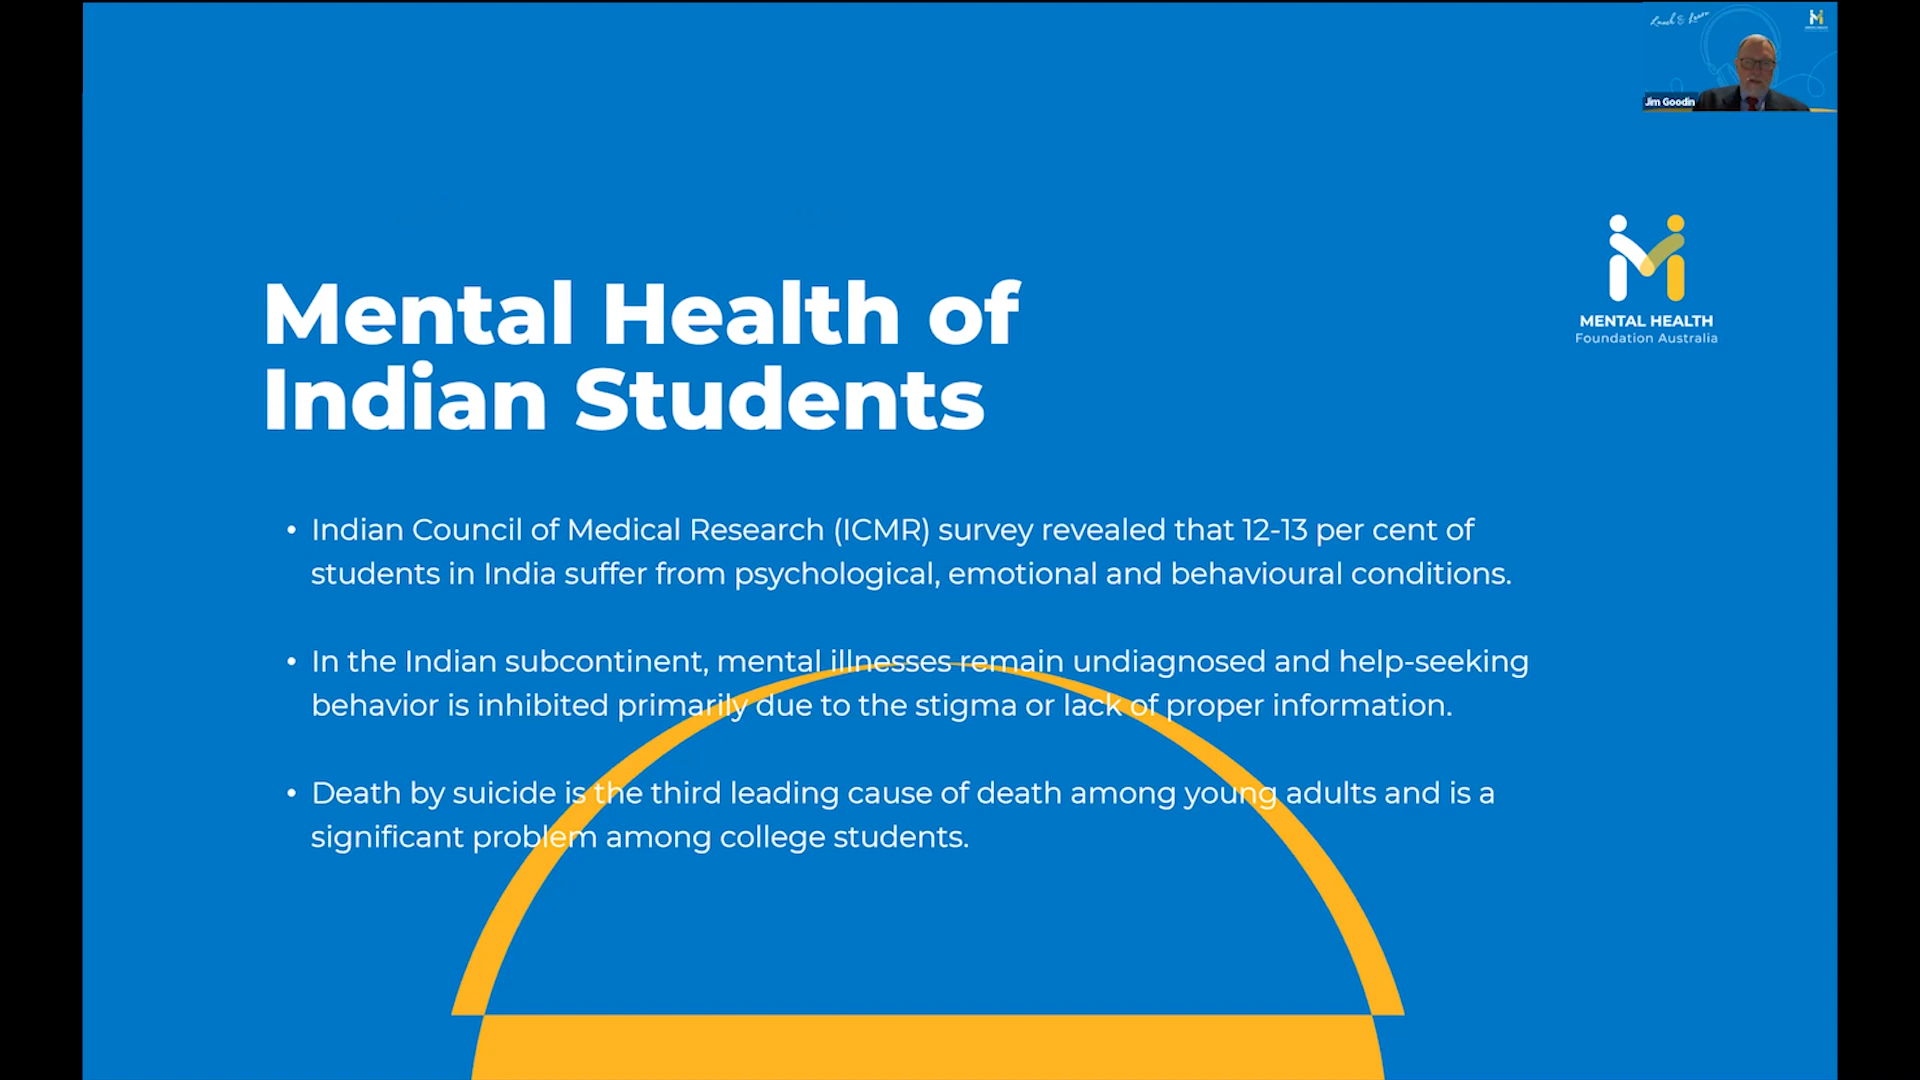 Lunch & Learn
Jim Goodin
MENTAL HEALTH
Foundation Australia
Mental Health of
Indian Students
• Indian Council of Medical Research (ICMR) survey revealed that 12-13 per cent of
students in India suffer from psychological, emotional and behavioural conditions.
• In the Indian subcontinent, mental illnesses remain undiagnosed and help-seeking
behavior is inhibited primarily due to the stigma or lack of proper information.
• Death by suicide is the third leading cause of death among young adults and is a
significant problem among college students.